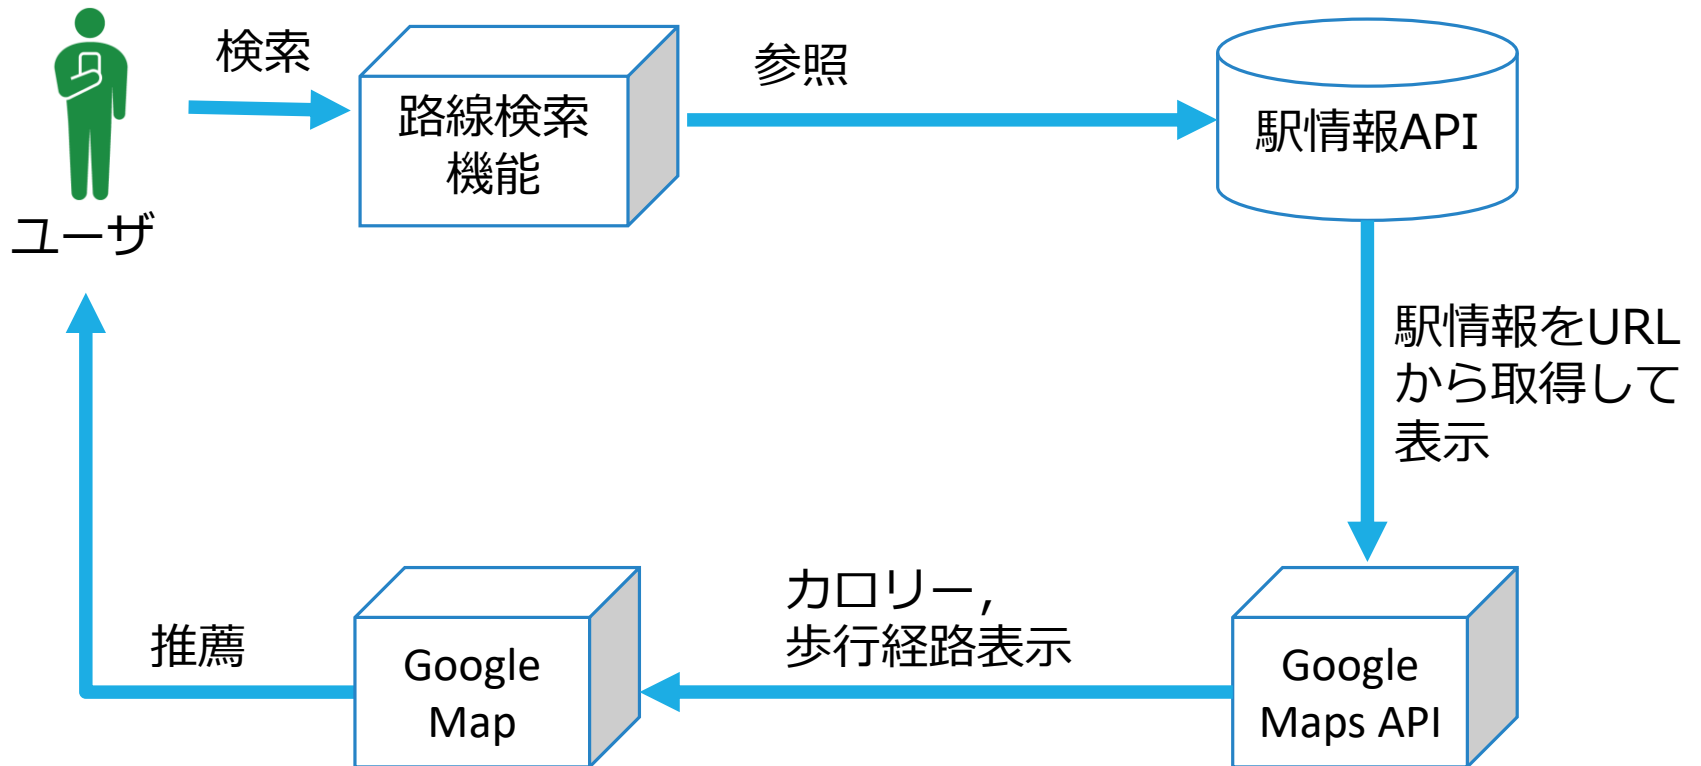 検索
参照
路線検索
機能
駅情報API
ユーザ
駅情報をURL
から取得して
表示
カロリー,
歩行経路表示
推薦
Google
Map
Google
Maps API